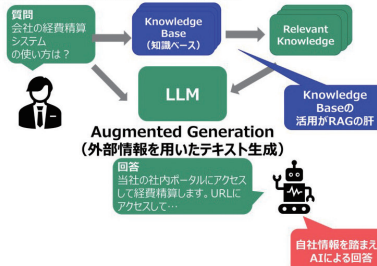 質問
会社の経費精算
システム
の使い方は？
Knowledge
Base
(知識ベース)
Relevant
Knowledge
LLM
Knowledge
Baseの
活用がRAGの肝
Augmented Generation
(外部情報を用いたテキスト生成)
回答
当社の社内ポータルにアクセス
して経費精算します。URLに
アクセスして…
自社情報を踏まえ
AIによる回答